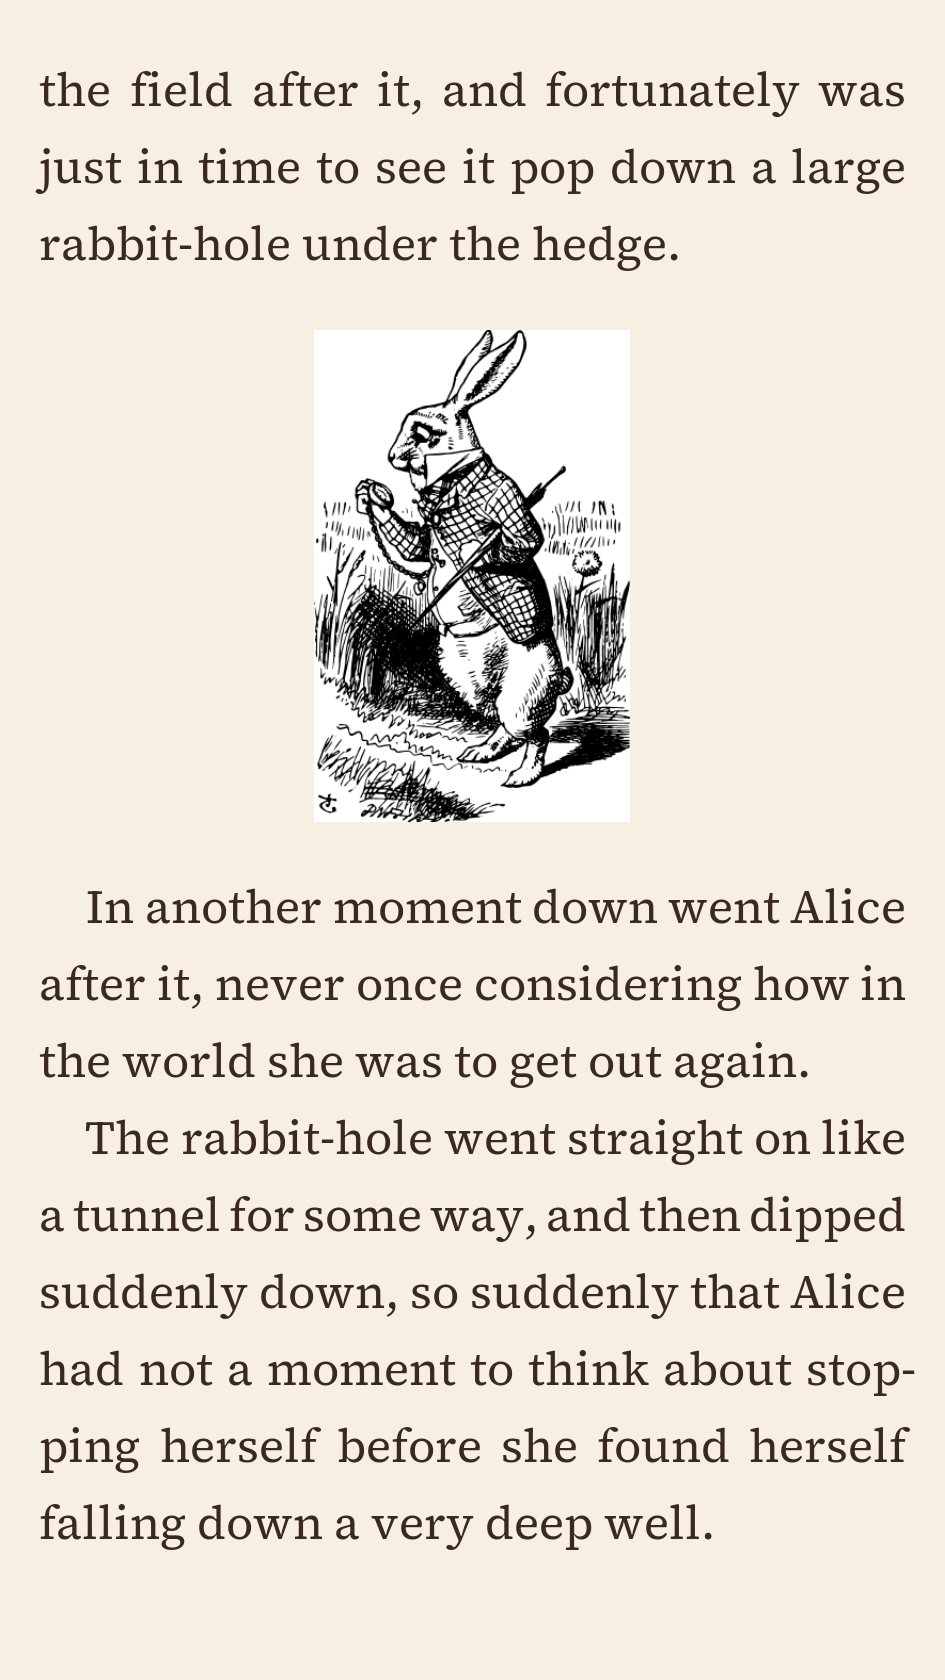 the field after it, and fortunately was
just in time to see it pop down a large
rabbit-hole under the hedge.
In another moment down went Alice
after it, never once considering how in
the world she was to get out again.
The rabbit-hole went straight on like
a tunnel for some way, and then dipped
suddenly down, so suddenly that Alice
had not a moment to think about stop-
ping herself before she found herself
falling down a very deep well.